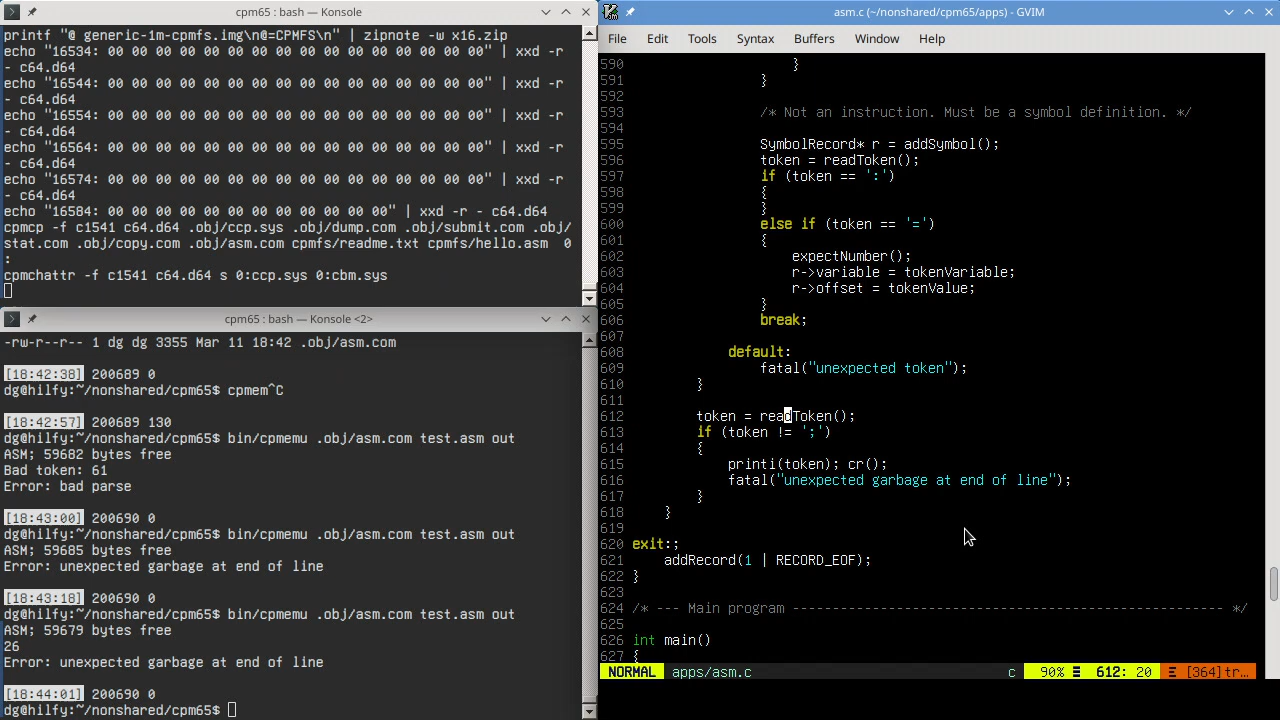 cpm65 : bash — Konsole
printf "@ generic-1m-cpmfs.img\n@=CPMFS\n" | zipnote -w x16.zip
echo "16534: 00 00 00 00 00 00 00 00 00 00 00 00 00 00 00 00" | xxd -r
- c64.d64
echo "16544: 00 00 00 00 00 00 00 00 00 00 00 00 00 00 00 00" | xxd -r
- c64.d64
echo "16554: 00 00 00 00 00 00 00 00 00 00 00 00 00 00 00 00" | xxd -r
- c64.d64
echo "16564: 00 00 00 00 00 00 00 00 00 00 00 00 00 00 00 00" | xxd -r
- c64.d64
echo "16574: 00 00 00 00 00 00 00 00 00 00 00 00 00 00 00 00" | xxd -r
- c64.d64
echo "16584: 00 00 00 00 00 00 00 00 00 00 00 00" | xxd -r - c64.d64
cpmcp -f c1541 c64.d64 .obj/ccp.sys .obj/dump.com .obj/submit.com .obj/
stat.com .obj/copy.com .obj/asm.com cpmfs/readme.txt cpmfs/hello.asm  0
:
cpmchattr -f c1541 c64.d64 s 0:ccp.sys 0:cbm.sys
cpm65 : bash — Konsole <2>
-rw-r--r-- 1 dg dg 3355 Mar 11 18:42 .obj/asm.com
[18:42:38] 200689 0
dg@hilfy:~/nonshared/cpm65$ cpmem^C
[18:42:57] 200689 130
dg@hilfy:~/nonshared/cpm65$ bin/cpmemu .obj/asm.com test.asm out
ASM; 59682 bytes free
Bad token: 61
Error: bad parse
[18:43:00] 200690 0
dg@hilfy:~/nonshared/cpm65$ bin/cpmemu .obj/asm.com test.asm out
ASM; 59685 bytes free
Error: unexpected garbage at end of line
[18:43:18] 200690 0
dg@hilfy:~/nonshared/cpm65$ bin/cpmemu .obj/asm.com test.asm out
ASM; 59679 bytes free
26
Error: unexpected garbage at end of line
[18:44:01] 200690 0
dg@hilfy:~/nonshared/cpm65$
asm.c (~/nonshared/cpm65/apps) - GVIM
File Edit Tools Syntax Buffers Window Help
590 }
591 }
592
593 /* Not an instruction. Must be a symbol definition. */
594
595 SymbolRecord* r = addSymbol();
596 token = readToken();
597 if (token == ':')
598 {
599 }
600 else if (token == '=')
601 {
602 expectNumber();
603 r->variable = tokenVariable;
604 r->offset = tokenValue;
605 }
606 break;
607
608 default:
609 fatal("unexpected token");
610 }
611
612 token = readToken();
613 if (token != ';')
614 {
615 printi(token); cr();
616 fatal("unexpected garbage at end of line");
617 }
618 }
619
620 exit:;
621 addRecord(1 | RECORD_EOF);
622 }
623
624 /* --- Main program ------------------------------------------------------ */
625
626 int main()
627 {
NORMAL apps/asm.c c 90% ☰ 612: 20 Ξ [364]tr…